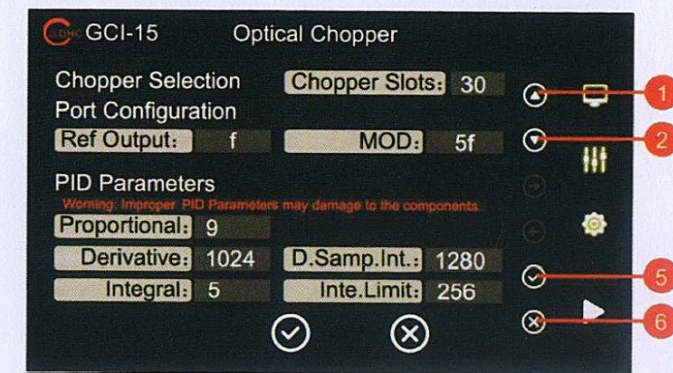 GCI-15 Optical Chopper
Chopper Selection Chopper Slots: 30
Port Configuration
Ref Output: f MOD: 5f
PID Parameters
Worning: Improper PID Parameters may damage to the components.
Proportional: 9
Derivative: 1024 D.Samp.Int.: 1280
Integral: 5 Inte.Limit: 256
1
2
5
6